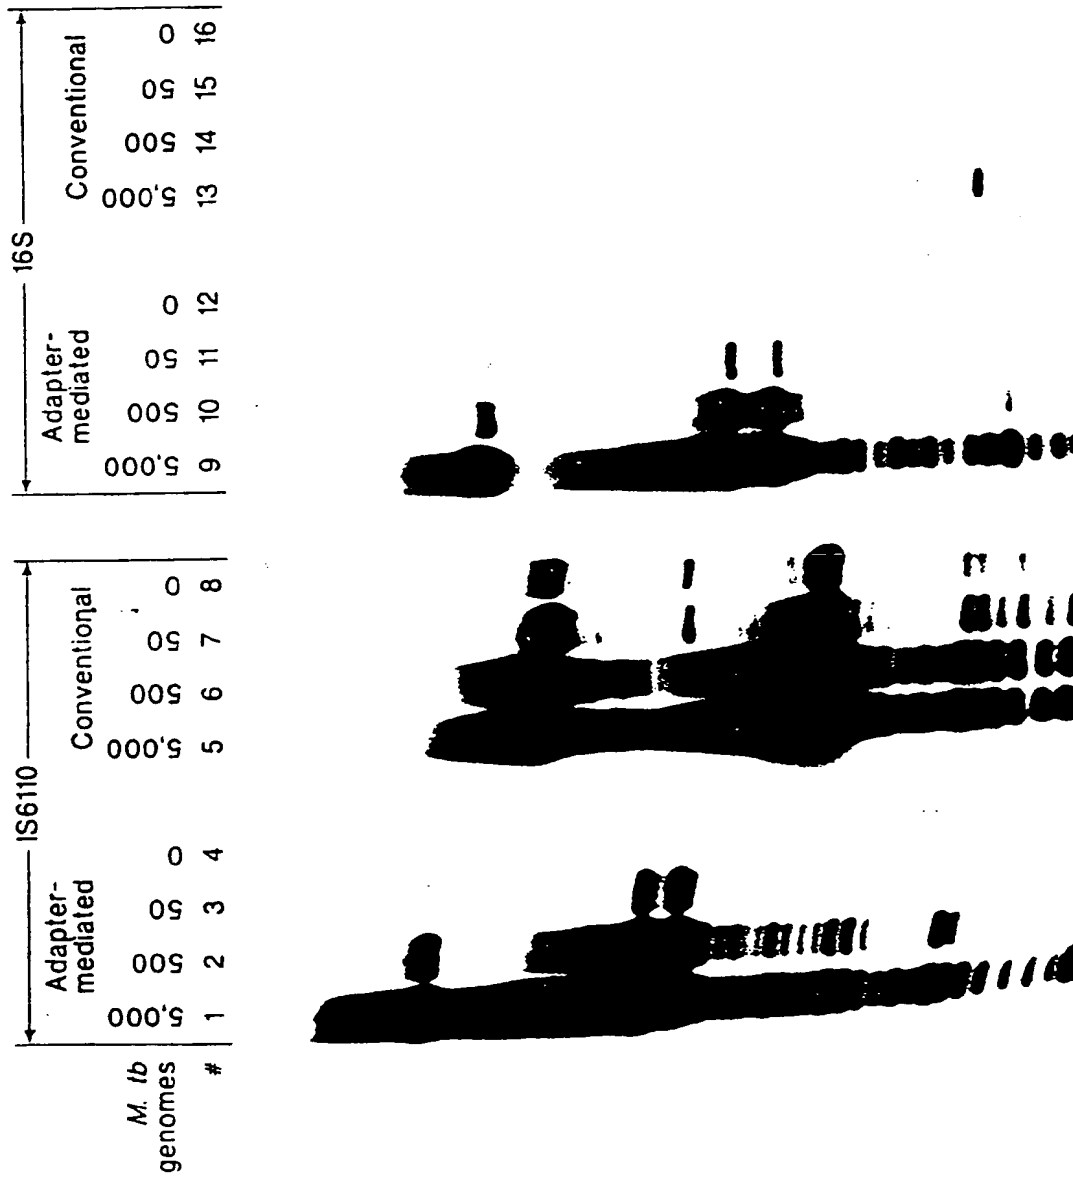 IS6110
16S
Adapter-
mediated
Conventional
Adapter-
mediated
Conventional
M. tb
genomes
5,000 500 50 0 5,000 500 50 0 5,000 500 50 0 5,000 500 50 0
# 1 2 3 4 5 6 7 8 9 10 11 12 13 14 15 16